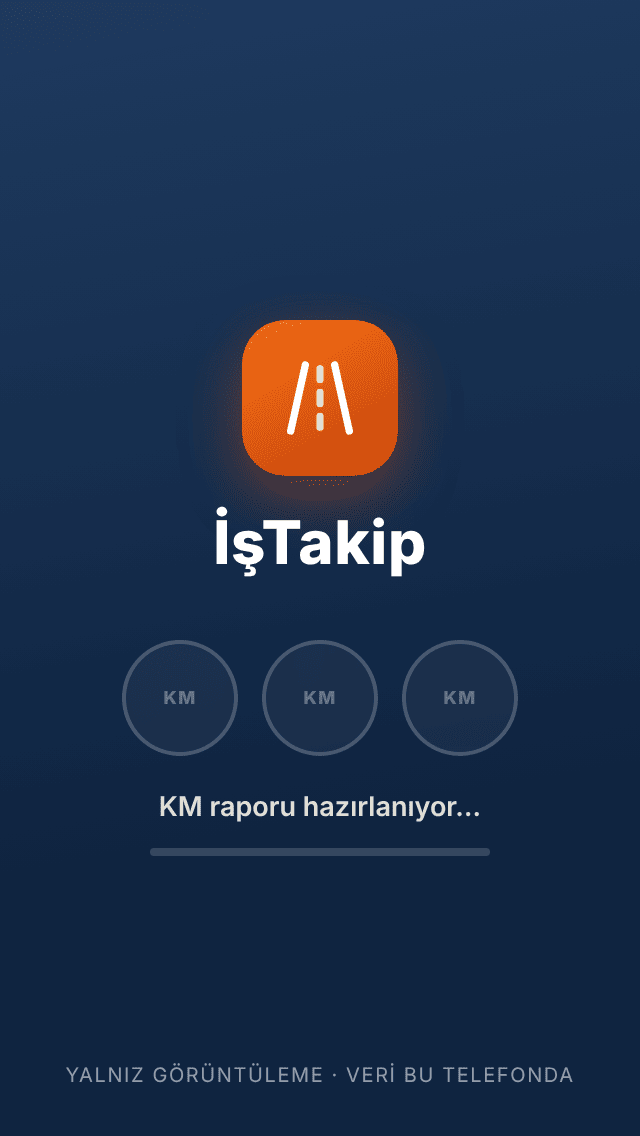 İşTakip
KM KM KM
KM raporu hazırlanıyor...
YALNIZ GÖRÜNTÜLEME · VERİ BU TELEFONDA